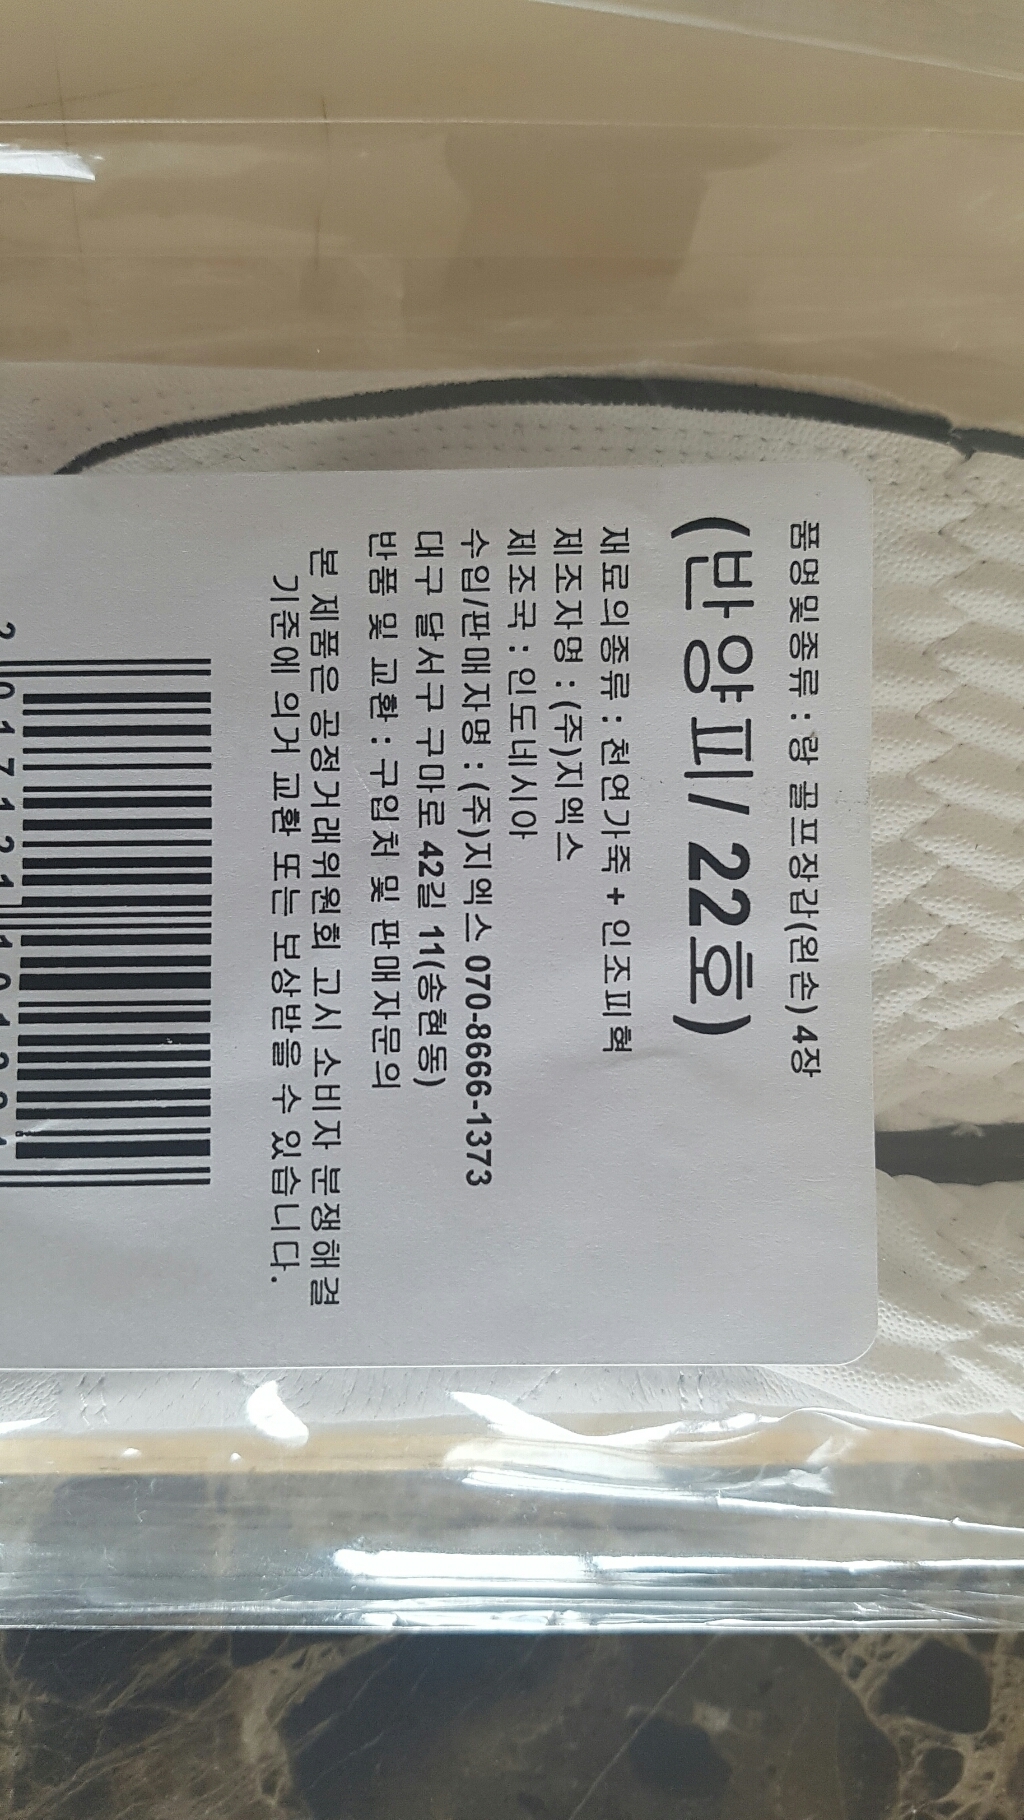 품명및종류 : 랑 골프장갑(왼손) 4장
(반양피/ 22호)
재료의종류 : 천연가죽 + 인조피혁
제조자명 : (주)지엑스
제조국 : 인도네시아
수입/판매자명 : (주)지엑스 070-8666-1373
대구 달서구 구마로 42길 11(송현동)
반품 및 교환 : 구입처 및 판매자문의
본 제품은 공정거래위원회 고시 소비자 분쟁해결
기준에 의거 교환 또는 보상받을 수 있습니다.